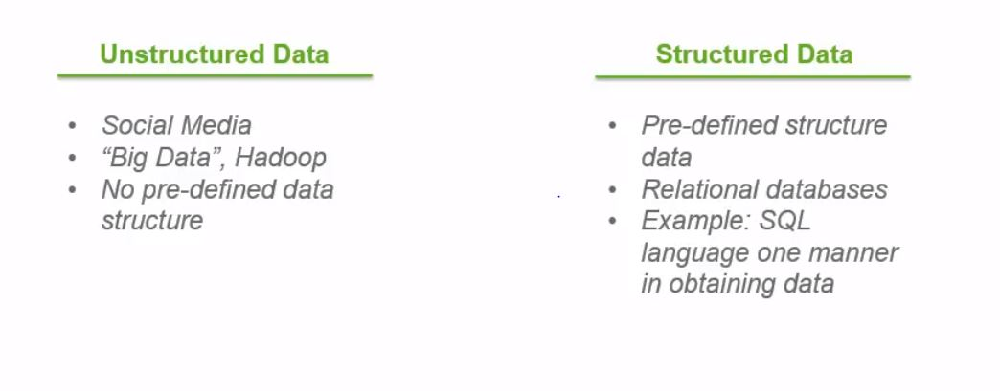 Unstructured Data
• Social Media
• “Big Data”, Hadoop
• No pre-defined data
structure
Structured Data
• Pre-defined structure
data
• Relational databases
• Example: SQL
language one manner
in obtaining data